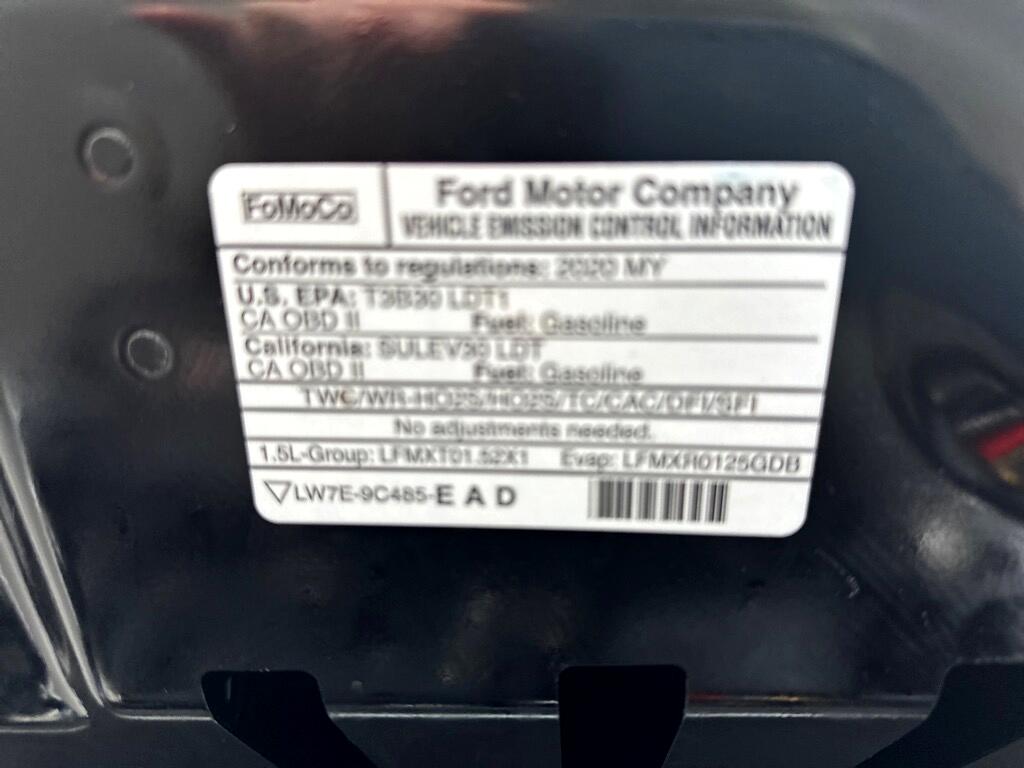 FoMoCo
Ford Motor Company
VEHICLE EMISSION CONTROL INFORMATION
Conforms to regulations: 2020 MY
U.S. EPA: T3B30 LDT1
CA OBD II Fuel: Gasoline
California: SULEV30 LDT
CA OBD II Fuel: Gasoline
TWC/WR-HO2S/HO2S/TC/CAC/DFI/SFI
No adjustments needed.
1.5L-Group: LFMXT01.52X1 Evap: LFMXR0125GDB
LW7E-9C485-E A D